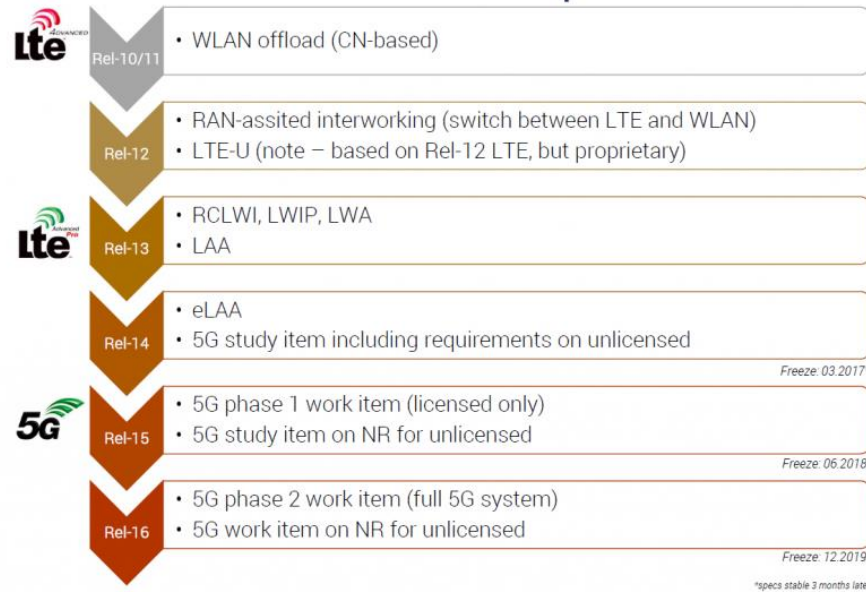 LTE ADVANCED
Rel-10/11
• WLAN offload (CN-based)
Rel-12
• RAN-assited interworking (switch between LTE and WLAN)
• LTE-U (note – based on Rel-12 LTE, but proprietary)
LTE Advanced Pro
Rel-13
• RCLWI, LWIP, LWA
• LAA
Rel-14
• eLAA
• 5G study item including requirements on unlicensed
Freeze: 03.2017
5G
Rel-15
• 5G phase 1 work item (licensed only)
• 5G study item on NR for unlicensed
Freeze: 06.2018
Rel-16
• 5G phase 2 work item (full 5G system)
• 5G work item on NR for unlicensed
Freeze: 12.2019
*specs stable 3 months late